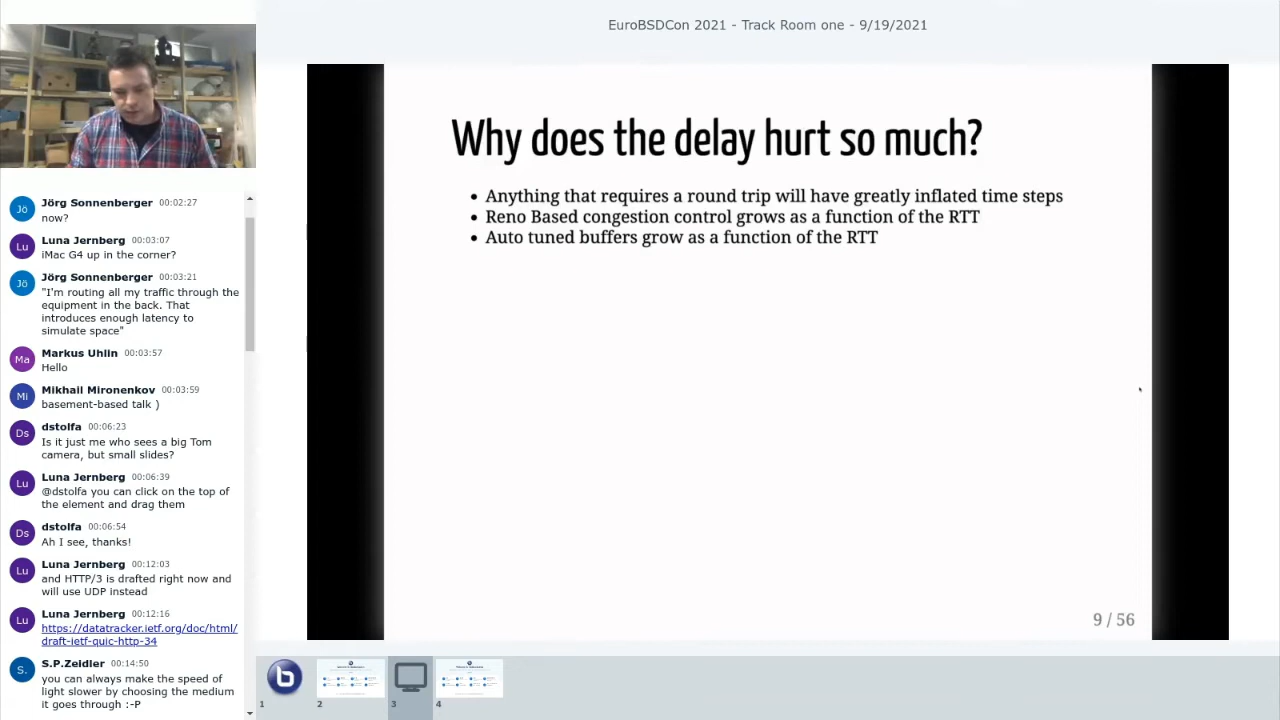 EuroBSDCon 2021 - Track Room one - 9/19/2021
Jö
Jörg Sonnenberger 00:02:27
now?
Lu
Luna Jernberg 00:03:07
iMac G4 up in the corner?
Jö
Jörg Sonnenberger 00:03:21
"I'm routing all my traffic through the
equipment in the back. That
introduces enough latency to
simulate space"
Ma
Markus Uhlin 00:03:57
Hello
Mi
Mikhail Mironenkov 00:03:59
basement-based talk )
Ds
dstolfa 00:06:23
Is it just me who sees a big Tom
camera, but small slides?
Lu
Luna Jernberg 00:06:39
@dstolfa you can click on the top of
the element and drag them
Ds
dstolfa 00:06:54
Ah I see, thanks!
Lu
Luna Jernberg 00:12:03
and HTTP/3 is drafted right now and
will use UDP instead
Lu
Luna Jernberg 00:12:16
https://datatracker.ietf.org/doc/html/
draft-ietf-quic-http-34
S.
S.P.Zeidler 00:14:50
you can always make the speed of
light slower by choosing the medium
it goes through :-P
Why does the delay hurt so much?
• Anything that requires a round trip will have greatly inflated time steps
• Reno Based congestion control grows as a function of the RTT
• Auto tuned buffers grow as a function of the RTT
9 / 56
b
1
2
3
4